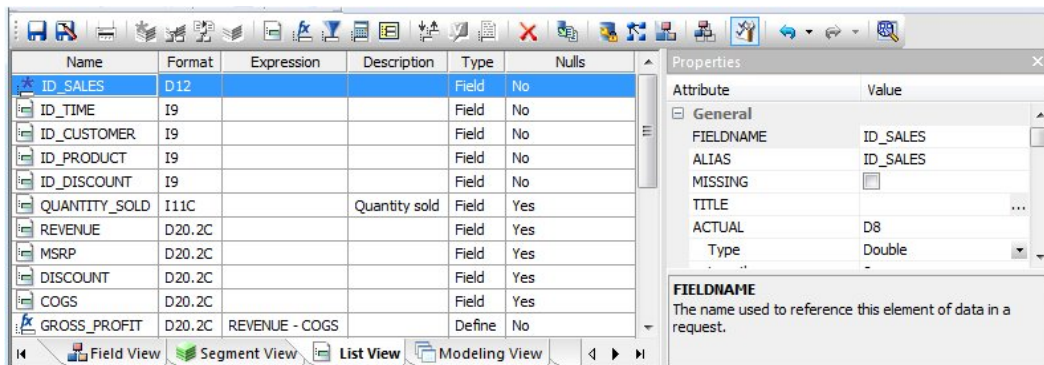 Name Format Expression Description Type Nulls
ID_SALES D12 Field No
ID_TIME I9 Field No
ID_CUSTOMER I9 Field No
ID_PRODUCT I9 Field No
ID_DISCOUNT I9 Field No
QUANTITY_SOLD I11C Quantity sold Field Yes
REVENUE D20.2C Field Yes
MSRP D20.2C Field Yes
DISCOUNT D20.2C Field Yes
COGS D20.2C Field Yes
GROSS_PROFIT D20.2C REVENUE - COGS Define No
Field View Segment View List View Modeling View
Properties
Attribute Value
General
FIELDNAME ID_SALES
ALIAS ID_SALES
MISSING
TITLE ...
ACTUAL D8
Type Double
FIELDNAME
The name used to reference this element of data in a
request.